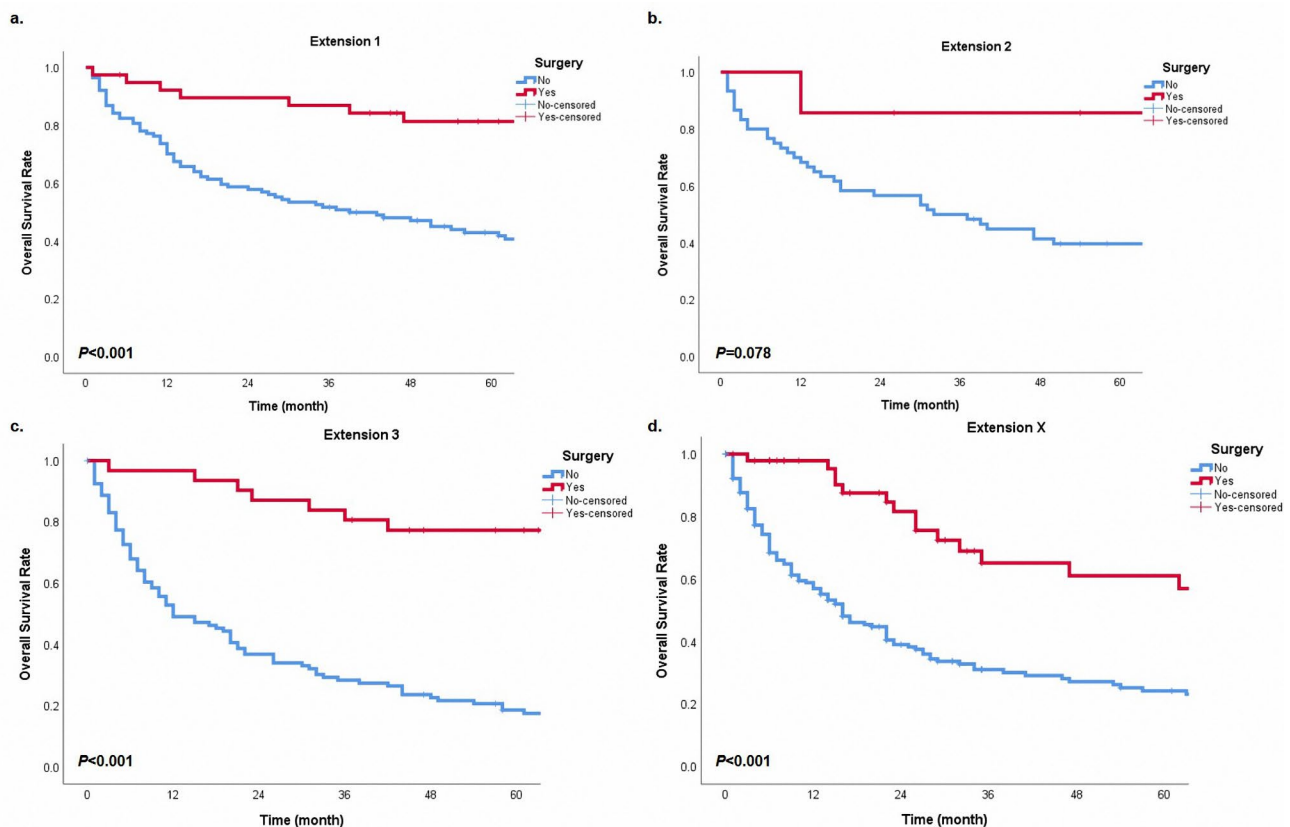 a.
Extension 1
Overall Survival Rate
1.0
0.8
0.6
0.4
0.2
0.0
P<0.001
0 12 24 36 48 60
Time (month)
Surgery
No
Yes
No-censored
Yes-censored
b.
Extension 2
Overall Survival Rate
1.0
0.8
0.6
0.4
0.2
0.0
P=0.078
0 12 24 36 48 60
Time (month)
Surgery
No
Yes
No-censored
Yes-censored
c.
Extension 3
Overall Survival Rate
1.0
0.8
0.6
0.4
0.2
0.0
P<0.001
0 12 24 36 48 60
Time (month)
Surgery
No
Yes
No-censored
Yes-censored
d.
Extension X
Overall Survival Rate
1.0
0.8
0.6
0.4
0.2
0.0
P<0.001
0 12 24 36 48 60
Time (month)
Surgery
No
Yes
No-censored
Yes-censored